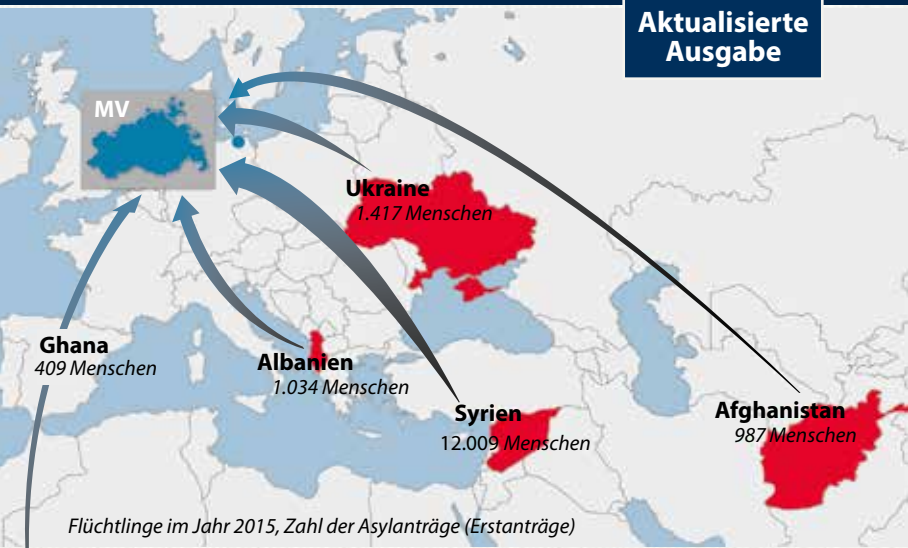 Aktualisierte
Ausgabe
MV
Ukraine
1.417 Menschen
Ghana
409 Menschen
Albanien
1.034 Menschen
Syrien
12.009 Menschen
Afghanistan
987 Menschen
Flüchtlinge im Jahr 2015, Zahl der Asylanträge (Erstanträge)